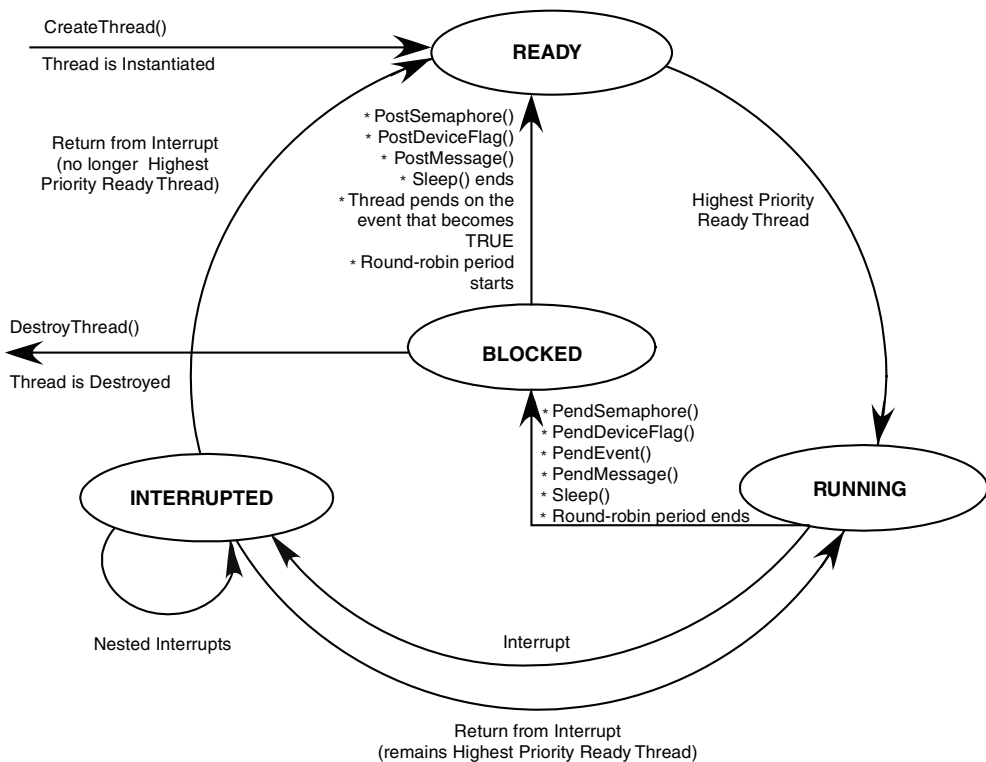 CreateThread()
Thread is Instantiated
READY
Return from Interrupt
(no longer Highest
Priority Ready Thread)
* PostSemaphore()
* PostDeviceFlag()
* PostMessage()
* Sleep() ends
* Thread pends on the
event that becomes
TRUE
* Round-robin period
starts
Highest Priority
Ready Thread
DestroyThread()
Thread is Destroyed
BLOCKED
* PendSemaphore()
* PendDeviceFlag()
* PendEvent()
* PendMessage()
* Sleep()
* Round-robin period ends
INTERRUPTED
RUNNING
Nested Interrupts
Interrupt
Return from Interrupt
(remains Highest Priority Ready Thread)